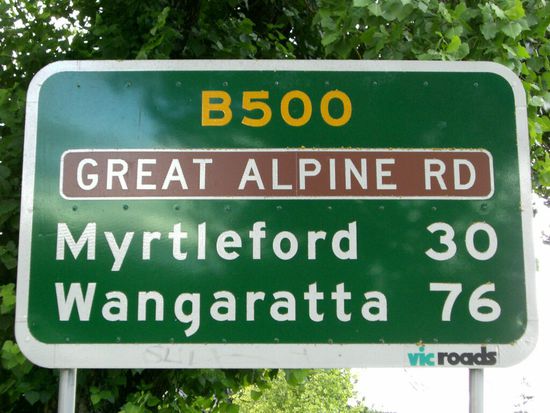 B500
GREAT ALPINE RD
Myrtleford 30
Wangaratta 76
vicroads